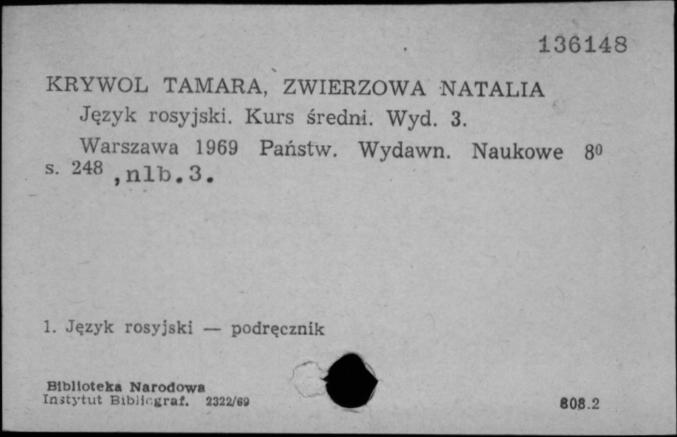 136148
KRYWOL TAMARA, ZWIERZOWA NATALIA
Język rosyjski. Kurs średni. Wyd. 3.
Warszawa 1969 Państw. Wydawn. Naukowe 8⁰
s. 248 , nlb. 3.
1. Język rosyjski — podręcznik
Biblioteka Narodowa
Instytut Bibliograf. 2322/69
808.2